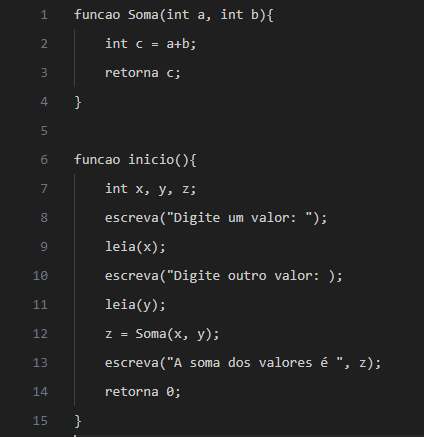 1 funcao Soma(int a, int b){
2 int c = a+b;
3 retorna c;
4 }
5
6 funcao inicio(){
7 int x, y, z;
8 escreva("Digite um valor: ");
9 leia(x);
10 escreva("Digite outro valor: );
11 leia(y);
12 z = Soma(x, y);
13 escreva("A soma dos valores é ", z);
14 retorna 0;
15 }